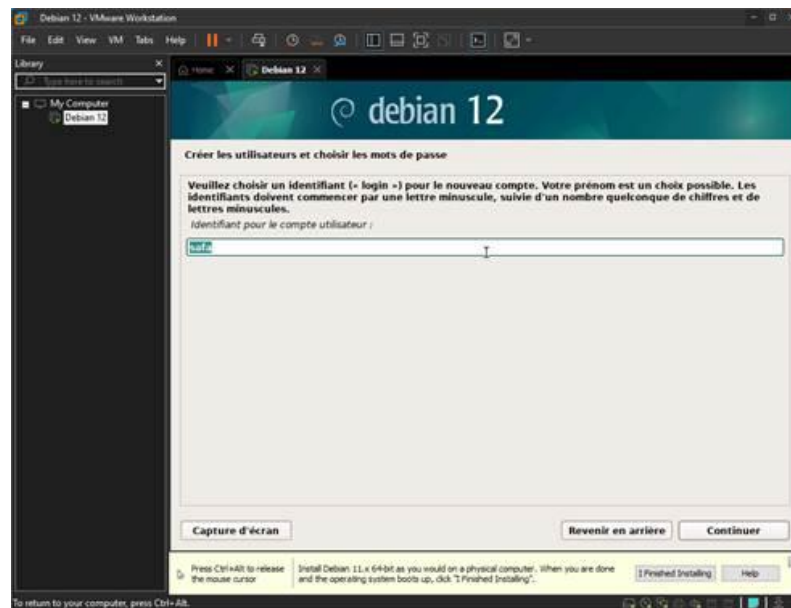 Debian 12 - VMware Workstation
File Edit View VM Tabs Help
Library
Type here to search
My Computer
Debian 12
Home
Debian 12
debian 12
Créer les utilisateurs et choisir les mots de passe
Veuillez choisir un identifiant (« login ») pour le nouveau compte. Votre prénom est un choix possible. Les
identifiants doivent commencer par une lettre minuscule, suivie d'un nombre quelconque de chiffres et de
lettres minuscules.
Identifiant pour le compte utilisateur :
safa
Capture d'écran
Revenir en arrière
Continuer
Press Ctrl+Alt to release
the mouse cursor
Install Debian 11.x 64-bit as you would on a physical computer. When you are done
and the operating system boots up, click "I Finished Installing".
I Finished Installing
Help
To return to your computer, press Ctrl+Alt.